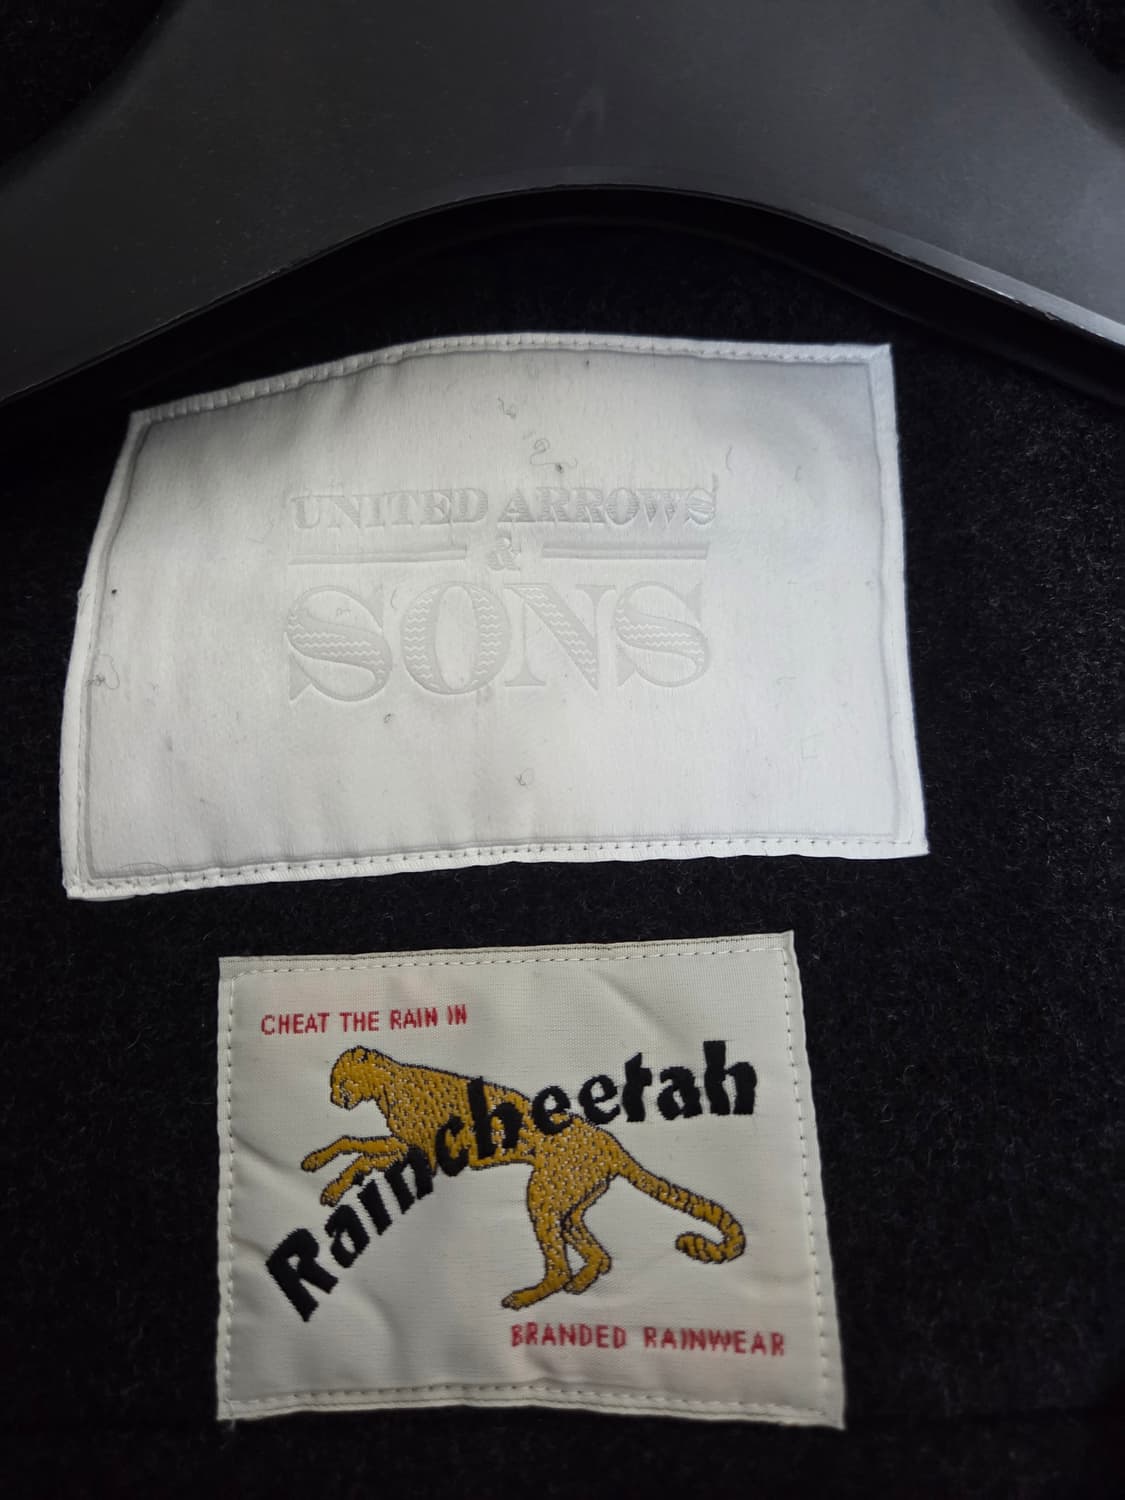 UNITED ARROWS
&
SONS
CHEAT THE RAIN IN
Raincheetah
BRANDED RAINWEAR